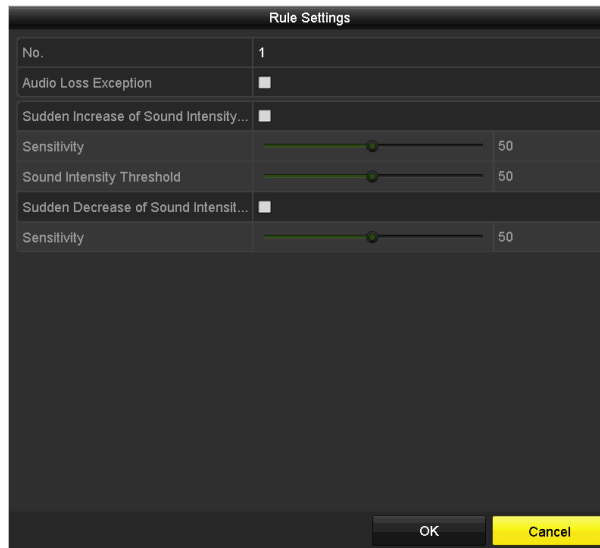 Rule Settings
No. 1
Audio Loss Exception
Sudden Increase of Sound Intensity...
Sensitivity 50
Sound Intensity Threshold 50
Sudden Decrease of Sound Intensit...
Sensitivity 50
OK Cancel